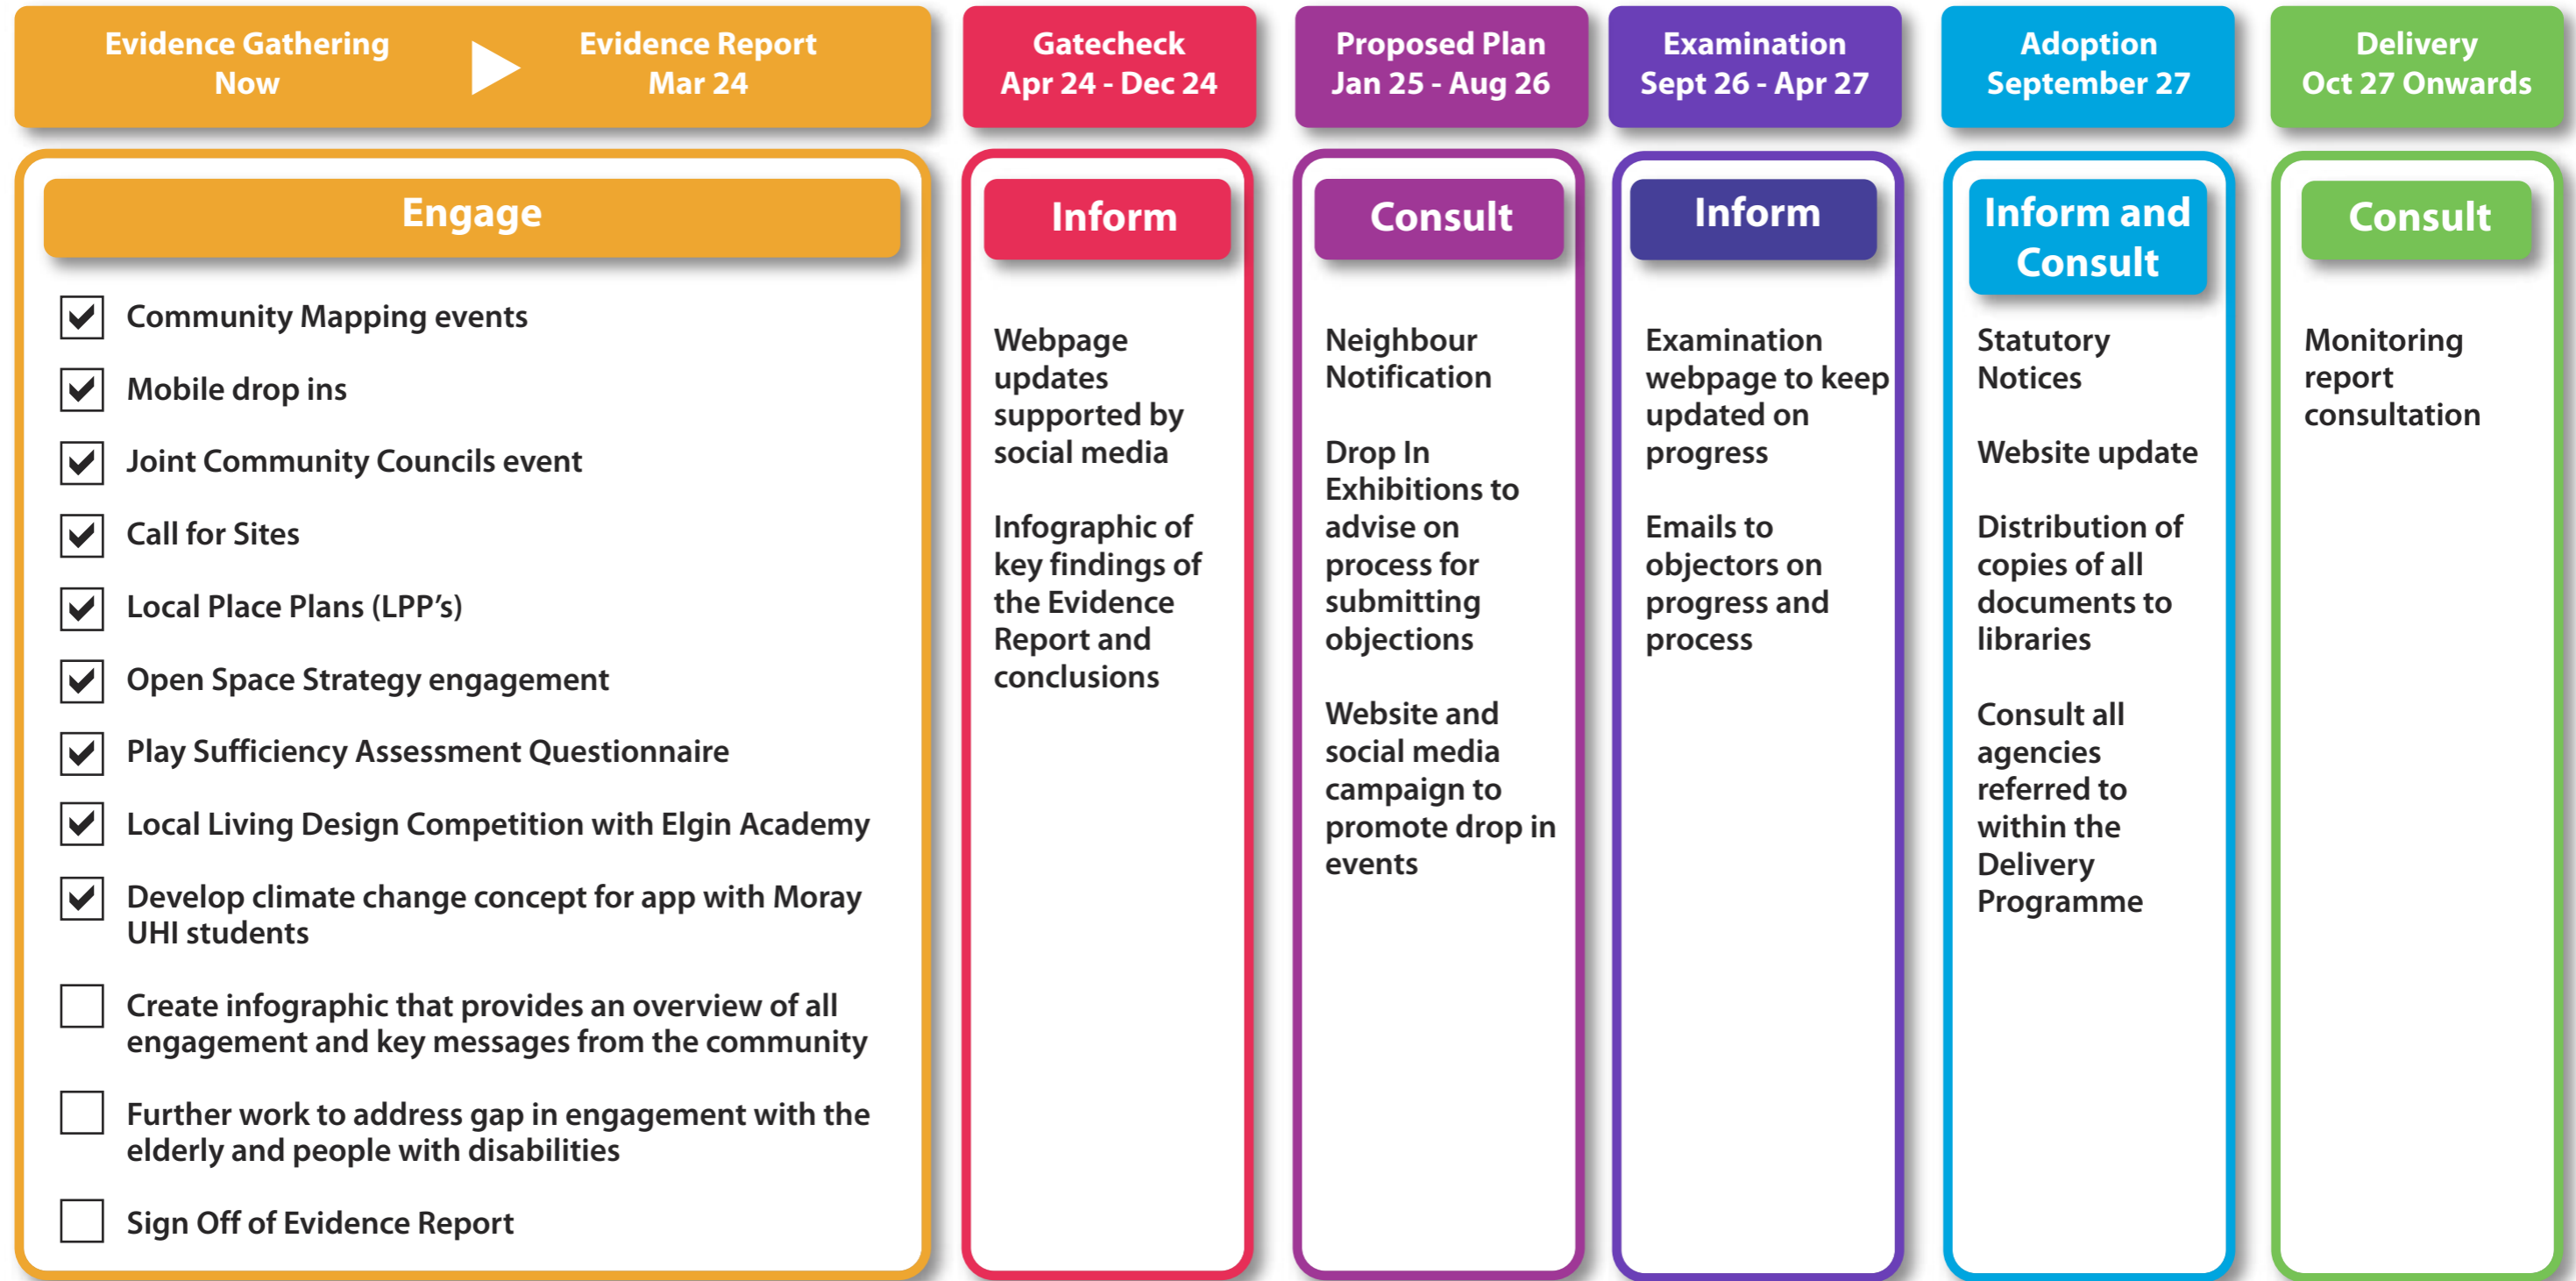 Evidence Gathering
Now
Evidence Report
Mar 24
Gatecheck
Apr 24 - Dec 24
Proposed Plan
Jan 25 - Aug 26
Examination
Sept 26 - Apr 27
Adoption
September 27
Delivery
Oct 27 Onwards
Engage
Community Mapping events
Mobile drop ins
Joint Community Councils event
Call for Sites
Local Place Plans (LPP’s)
Open Space Strategy engagement
Play Sufficiency Assessment Questionnaire
Local Living Design Competition with Elgin Academy
Develop climate change concept for app with Moray
UHI students
Create infographic that provides an overview of all
engagement and key messages from the community
Further work to address gap in engagement with the
elderly and people with disabilities
Sign Off of Evidence Report
Inform
Webpage
updates
supported by
social media
Infographic of
key findings of
the Evidence
Report and
conclusions
Consult
Neighbour
Notification
Drop In
Exhibitions to
advise on
process for
submitting
objections
Website and
social media
campaign to
promote drop in
events
Inform
Examination
webpage to keep
updated on
progress
Emails to
objectors on
progress and
process
Inform and
Consult
Statutory
Notices
Website update
Distribution of
copies of all
documents to
libraries
Consult all
agencies
referred to
within the
Delivery
Programme
Consult
Monitoring
report
consultation